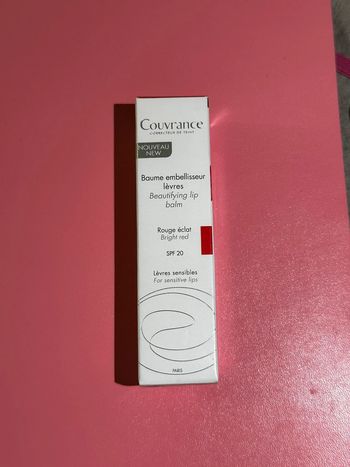 Couvrance
CORRECTEUR DE TEINT
NOUVEAU
NEW
Baume embellisseur
lèvres
Beautifying lip
balm
Rouge éclat
Bright red
SPF 20
Lèvres sensibles
For sensitive lips
PARIS